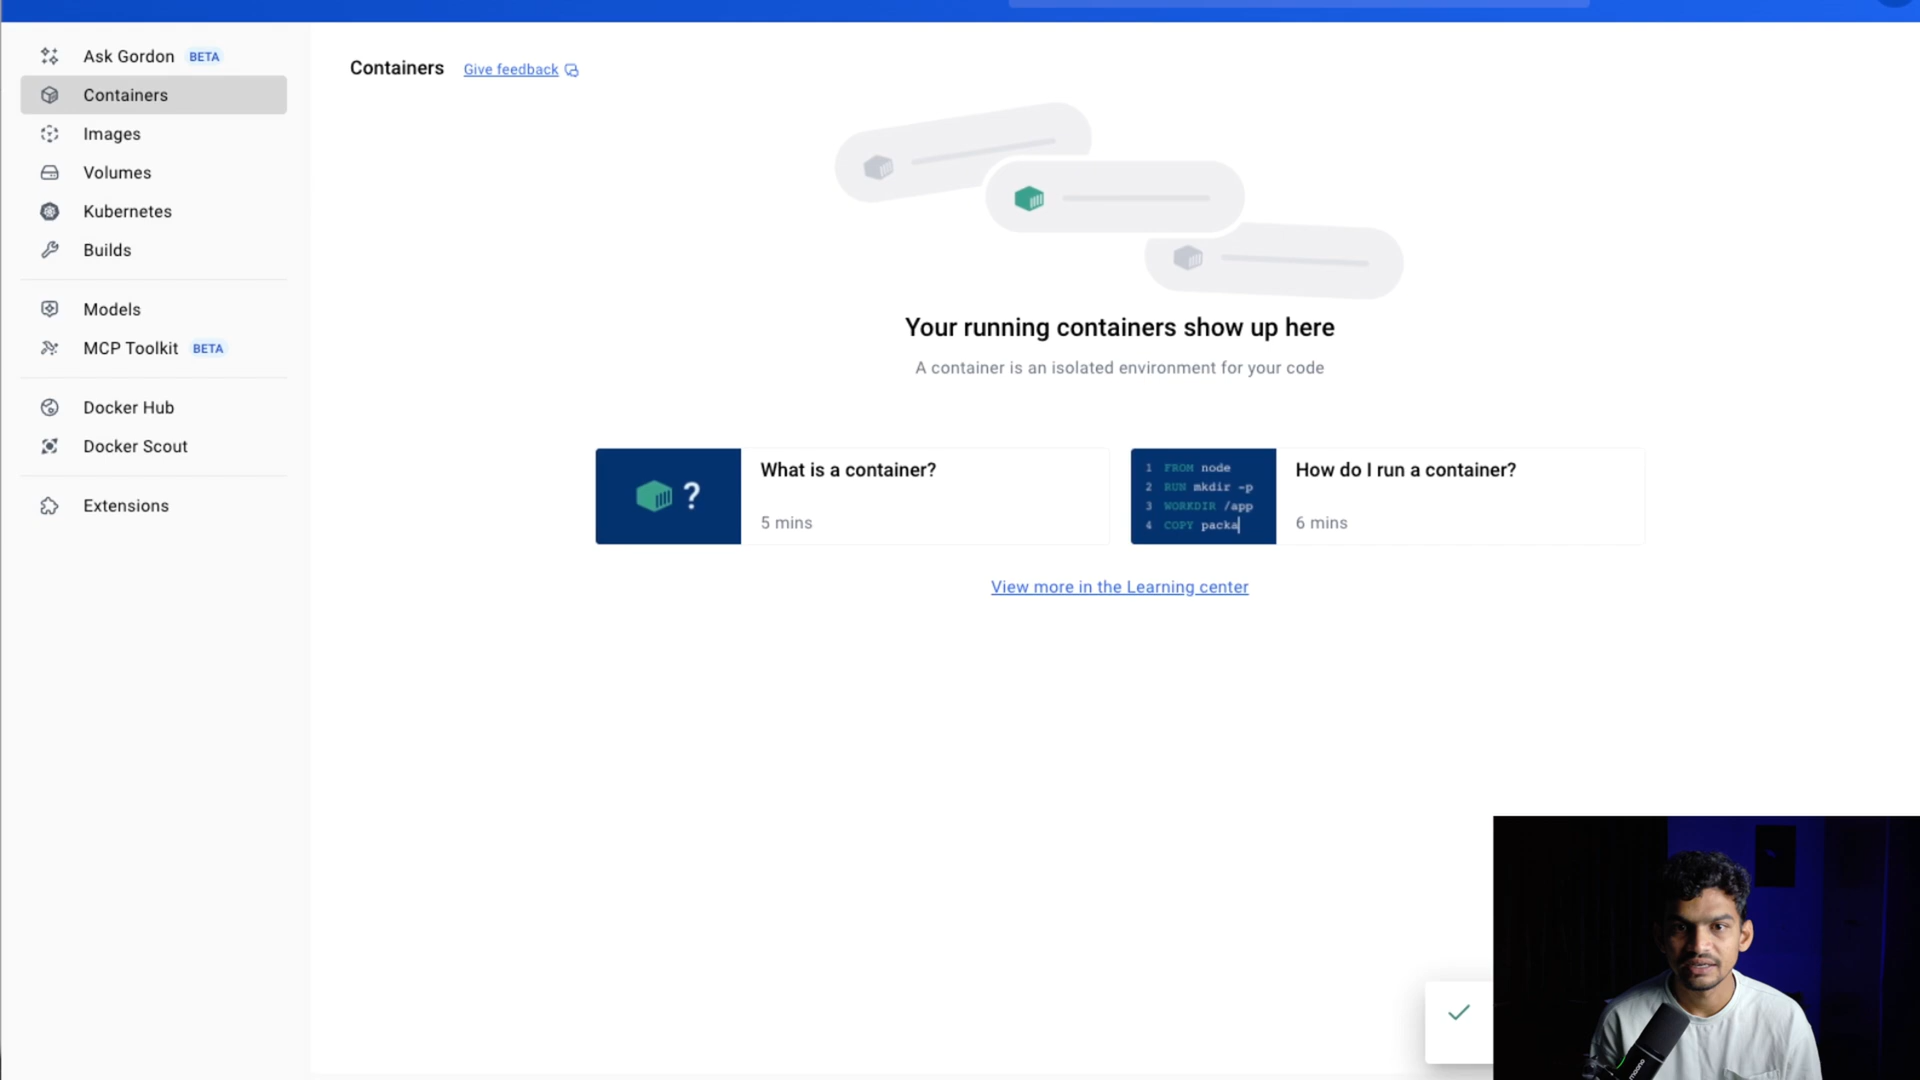 Ask Gordon BETA
Containers
Images
Volumes
Kubernetes
Builds
Models
MCP Toolkit BETA
Docker Hub
Docker Scout
Extensions
Containers Give feedback
Your running containers show up here
A container is an isolated environment for your code
?
What is a container?
5 mins
1 FROM node
2 RUN mkdir -p
3 WORKDIR /app
4 COPY packa
How do I run a container?
6 mins
View more in the Learning center
maono